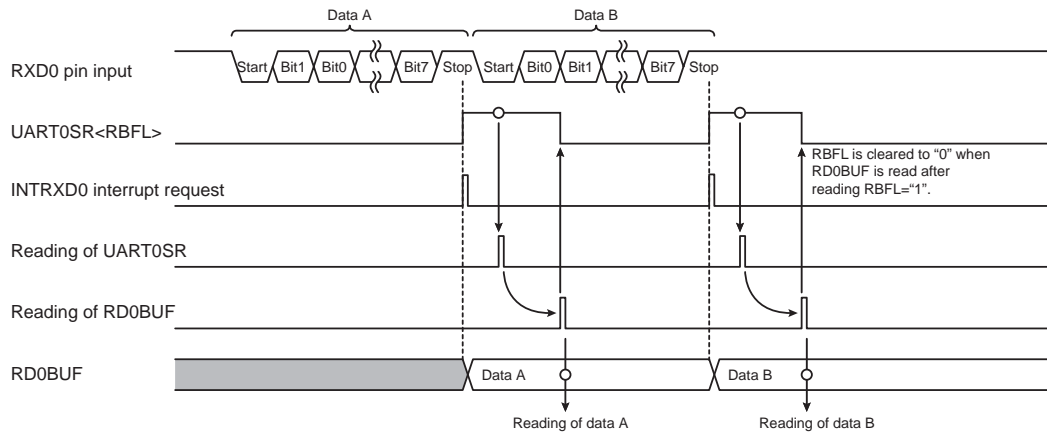 Data A Data B
RXD0 pin input Start Bit1 Bit0 Bit7 Stop Start Bit0 Bit1 Bit7 Stop
UART0SR<RBFL>
RBFL is cleared to “0” when
RD0BUF is read after
reading RBFL=“1”.
INTRXD0 interrupt request
Reading of UART0SR
Reading of RD0BUF
RD0BUF Data A Data B
Reading of data A Reading of data B